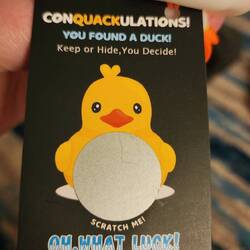 CONQUACKULATIONS!
YOU FOUND A DUCK!
Keep or Hide,You Decide!
SCRATCH ME!
OH WHAT LUCK!